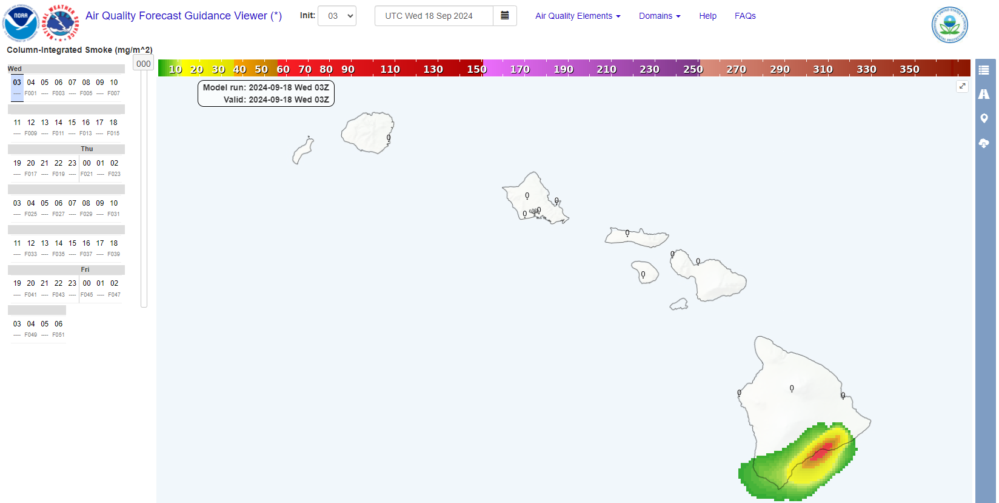 NOAA
Air Quality Forecast Guidance Viewer (*)
Init:
03
UTC Wed 18 Sep 2024
Air Quality Elements
Domains
Help
FAQs
Column-Integrated Smoke (mg/m^2)
000
10 20 30 40 50 60 70 80 90 110 130 150 170 190 210 230 250 270 290 310 330 350
Model run: 2024-09-18 Wed 03Z
Valid: 2024-09-18 Wed 03Z
Wed
03 04 05 06 07 08 09 10
---- F001 ---- F003 ---- F005 ---- F007
11 12 13 14 15 16 17 18
---- F009 ---- F011 ---- F013 ---- F015
Thu
19 20 21 22 23 00 01 02
---- F017 ---- F019 ---- F021 ---- F023
03 04 05 06 07 08 09 10
---- F025 ---- F027 ---- F029 ---- F031
11 12 13 14 15 16 17 18
---- F033 ---- F035 ---- F037 ---- F039
Fri
19 20 21 22 23 00 01 02
---- F041 ---- F043 ---- F045 ---- F047
03 04 05 06
---- F049 ---- F051
0
0
0
0
0
0
0
0
0
0
0
0